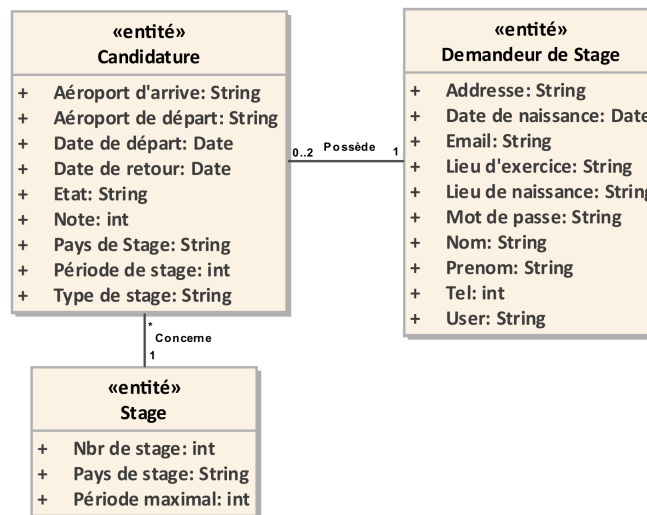 «entité»
Candidature
+ Aéroport d'arrive: String
+ Aéroport de départ: String
+ Date de départ: Date
+ Date de retour: Date
+ Etat: String
+ Note: int
+ Pays de Stage: String
+ Période de stage: int
+ Type de stage: String
0..2 Possède 1
«entité»
Demandeur de Stage
+ Addresse: String
+ Date de naissance: Date
+ Email: String
+ Lieu d'exercice: String
+ Lieu de naissance: String
+ Mot de passe: String
+ Nom: String
+ Prenom: String
+ Tel: int
+ User: String
*
Concerne
1
«entité»
Stage
+ Nbr de stage: int
+ Pays de stage: String
+ Période maximal: int